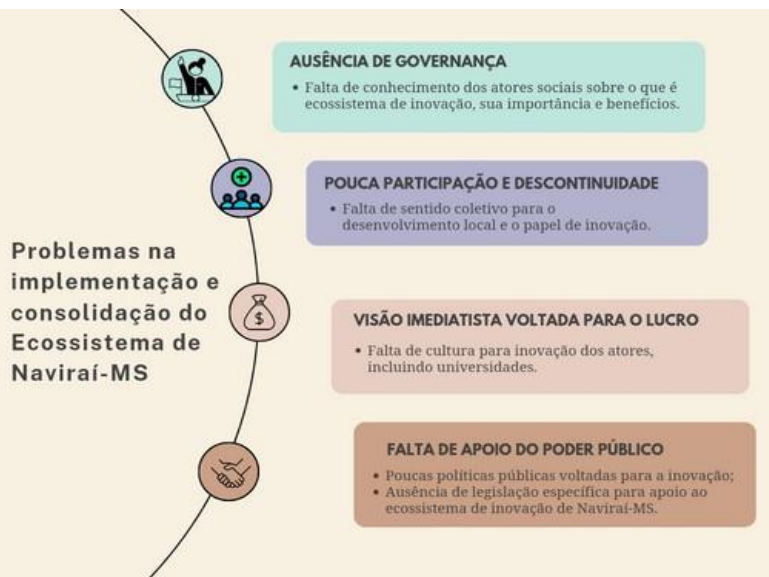 Problemas na
implementação e
consolidação do
Ecossistema de
Naviraí-MS
AUSÊNCIA DE GOVERNANÇA
• Falta de conhecimento dos atores sociais sobre o que é
ecossistema de inovação, sua importância e benefícios.
POUCA PARTICIPAÇÃO E DESCONTINUIDADE
• Falta de sentido coletivo para o
desenvolvimento local e o papel de inovação.
VISÃO IMEDIATISTA VOLTADA PARA O LUCRO
• Falta de cultura para inovação dos atores,
incluindo universidades.
FALTA DE APOIO DO PODER PÚBLICO
• Poucas políticas públicas voltadas para a inovação;
• Ausência de legislação específica para apoio ao
ecossistema de inovação de Naviraí-MS.
$